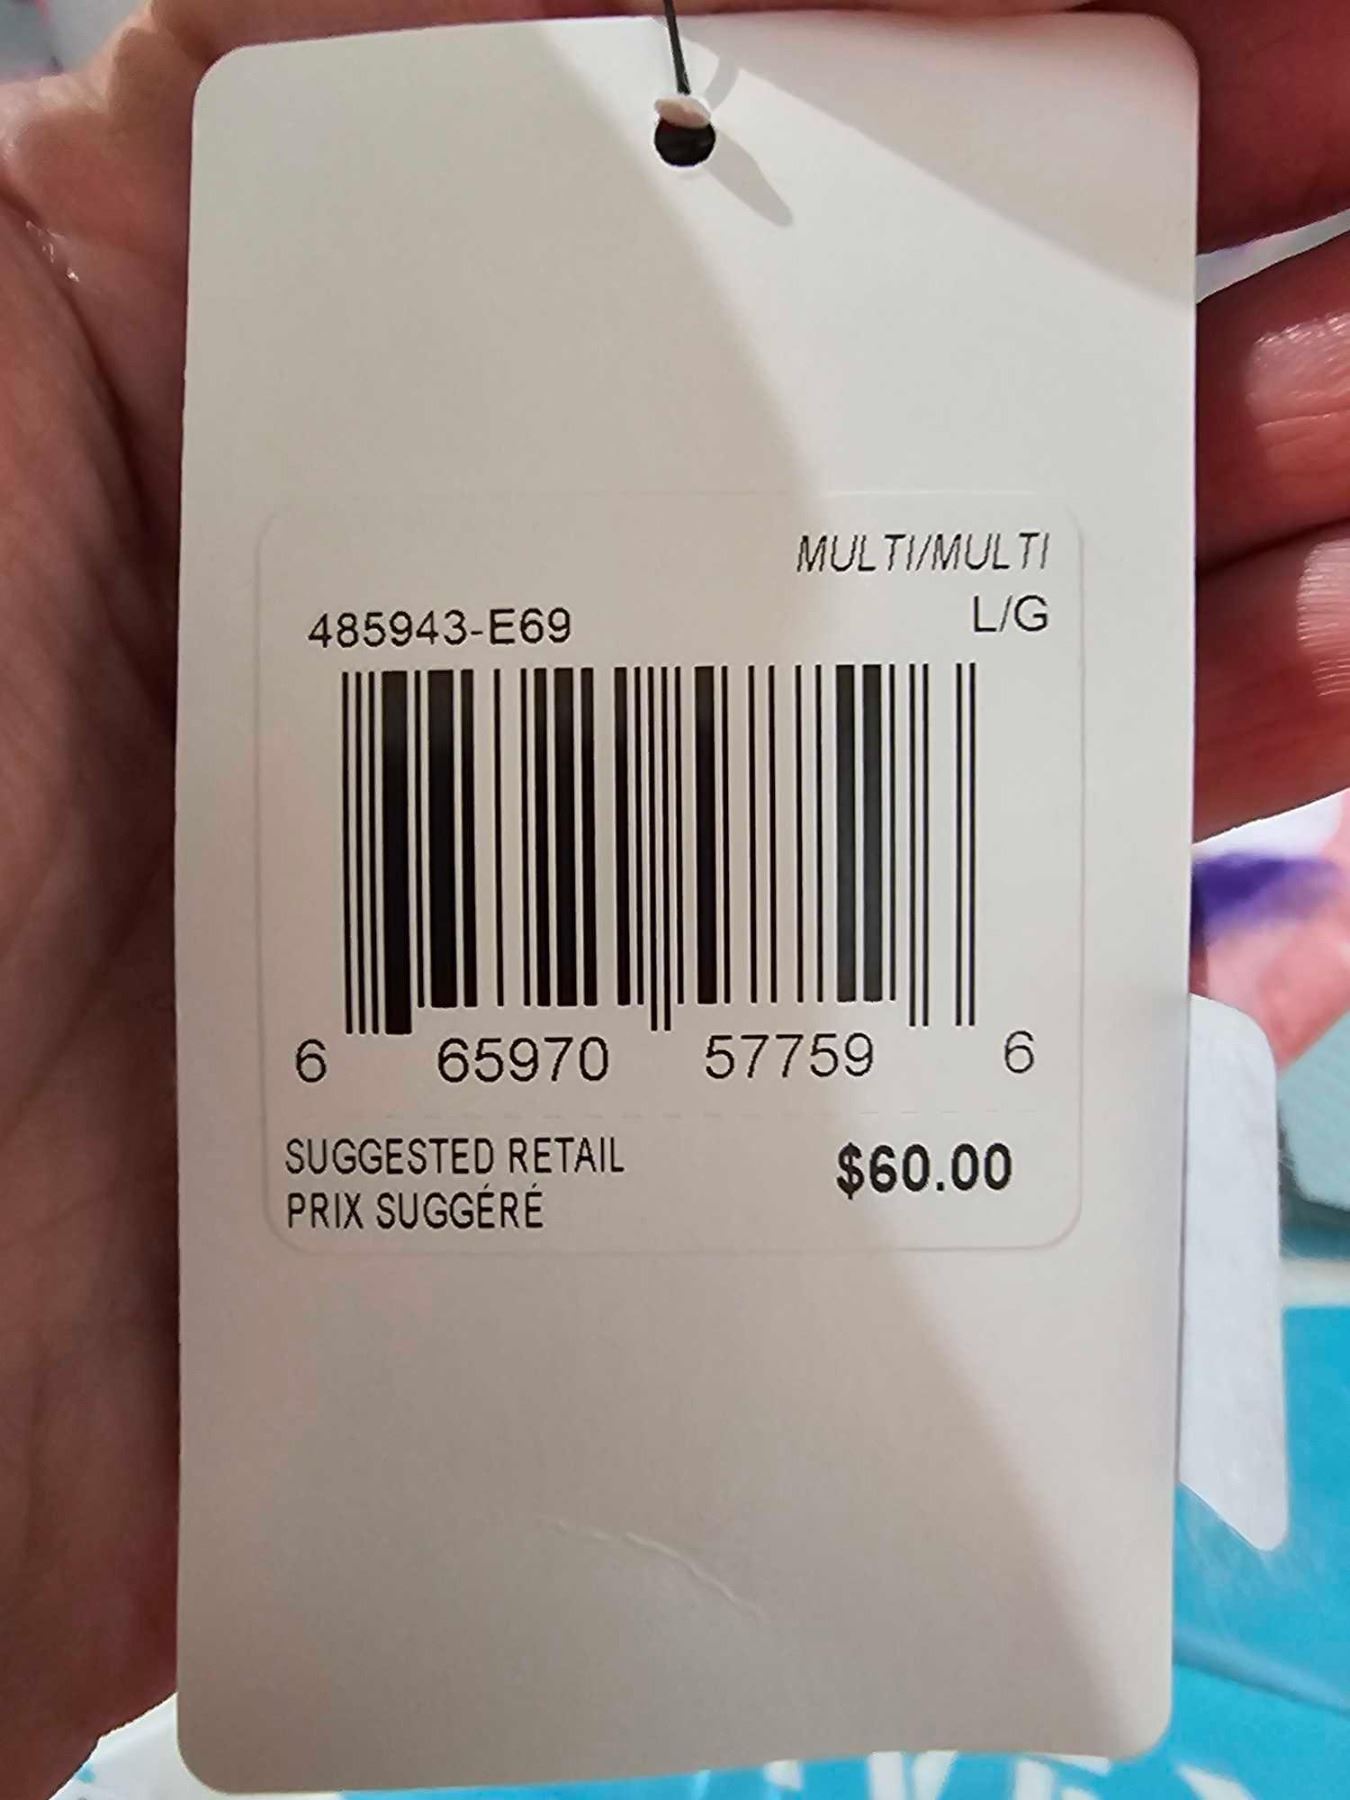 MULTI/MULTI
485943-E69 L/G
6 65970 57759 6
SUGGESTED RETAIL $60.00
PRIX SUGGÉRÉ